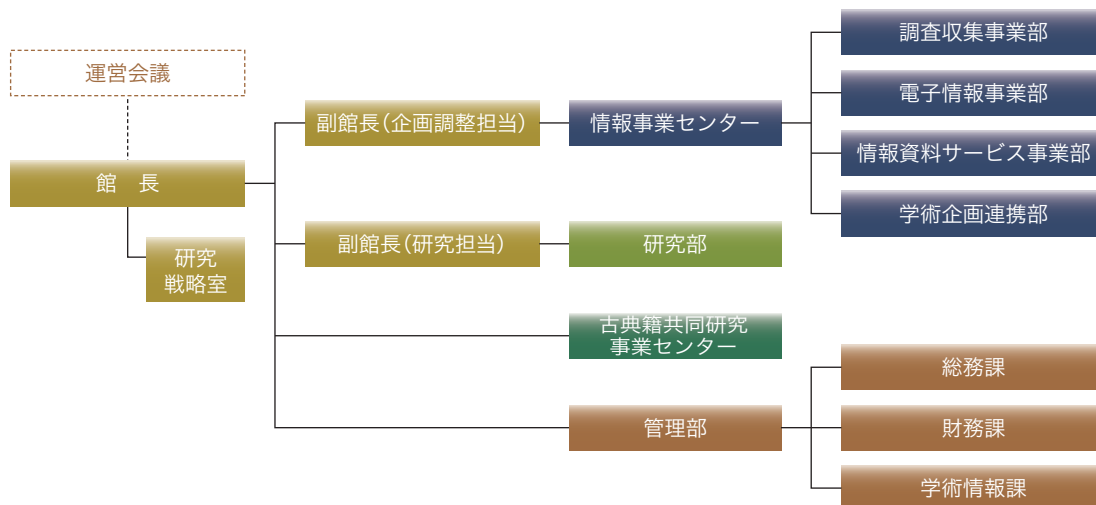 運営会議
館　長
研究
戦略室
副館長（企画調整担当）
情報事業センター
調査収集事業部
電子情報事業部
情報資料サービス事業部
学術企画連携部
副館長（研究担当）
研究部
古典籍共同研究
事業センター
管理部
総務課
財務課
学術情報課